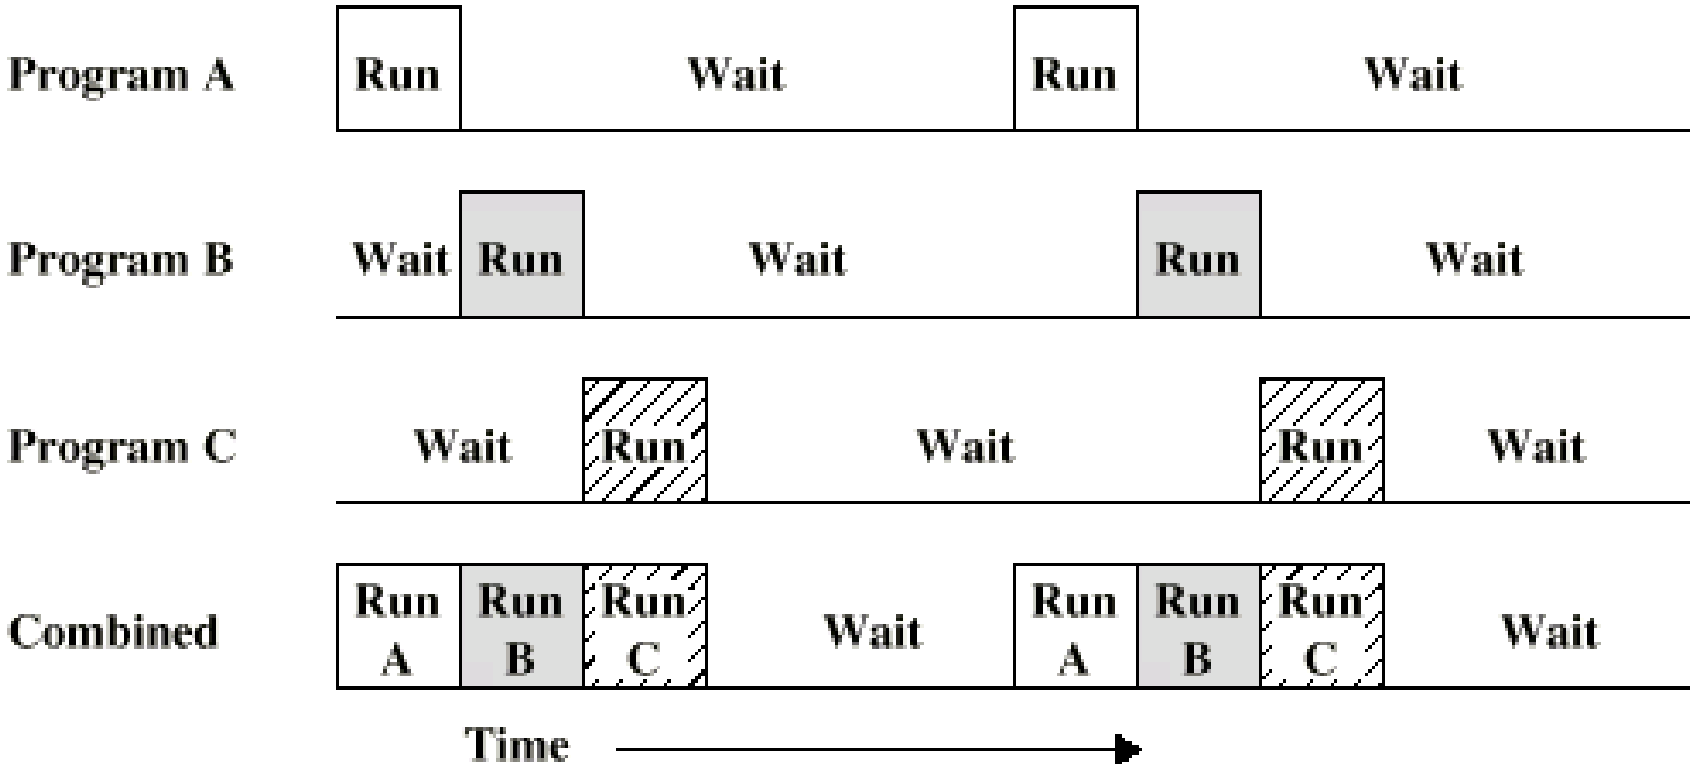 Program A Run Wait Run Wait
Program B Wait Run Wait Run Wait
Program C Wait Run Wait Run Wait
Combined Run A Run B Run C Wait Run A Run B Run C Wait
Time